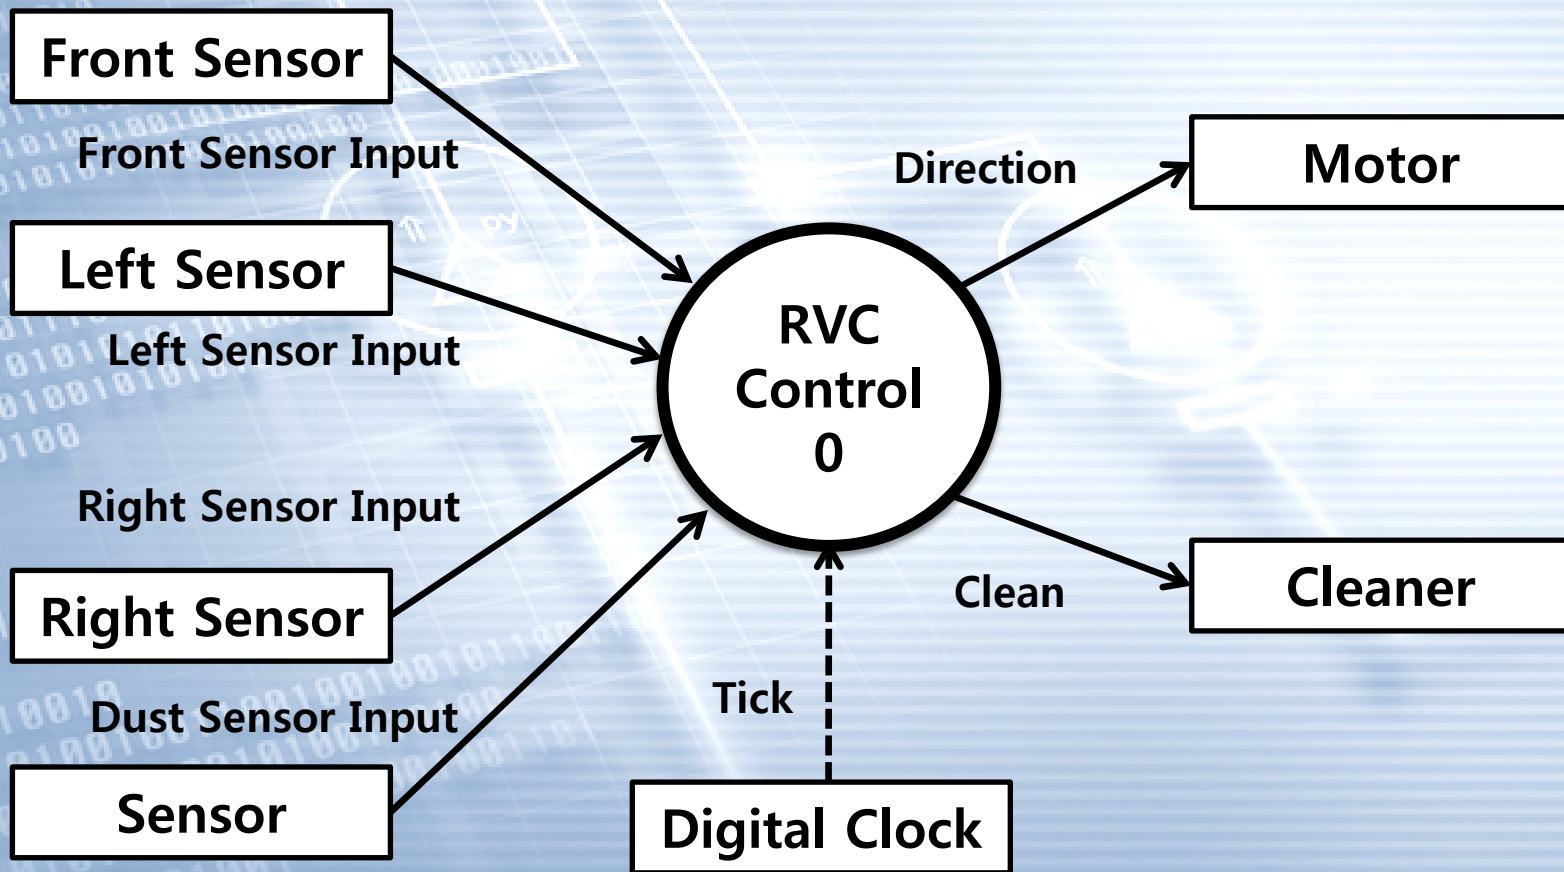 Front Sensor
Front Sensor Input
Left Sensor
Left Sensor Input
Right Sensor Input
Right Sensor
Dust Sensor Input
Sensor
RVC
Control
0
Tick
Digital Clock
Direction
Motor
Clean
Cleaner